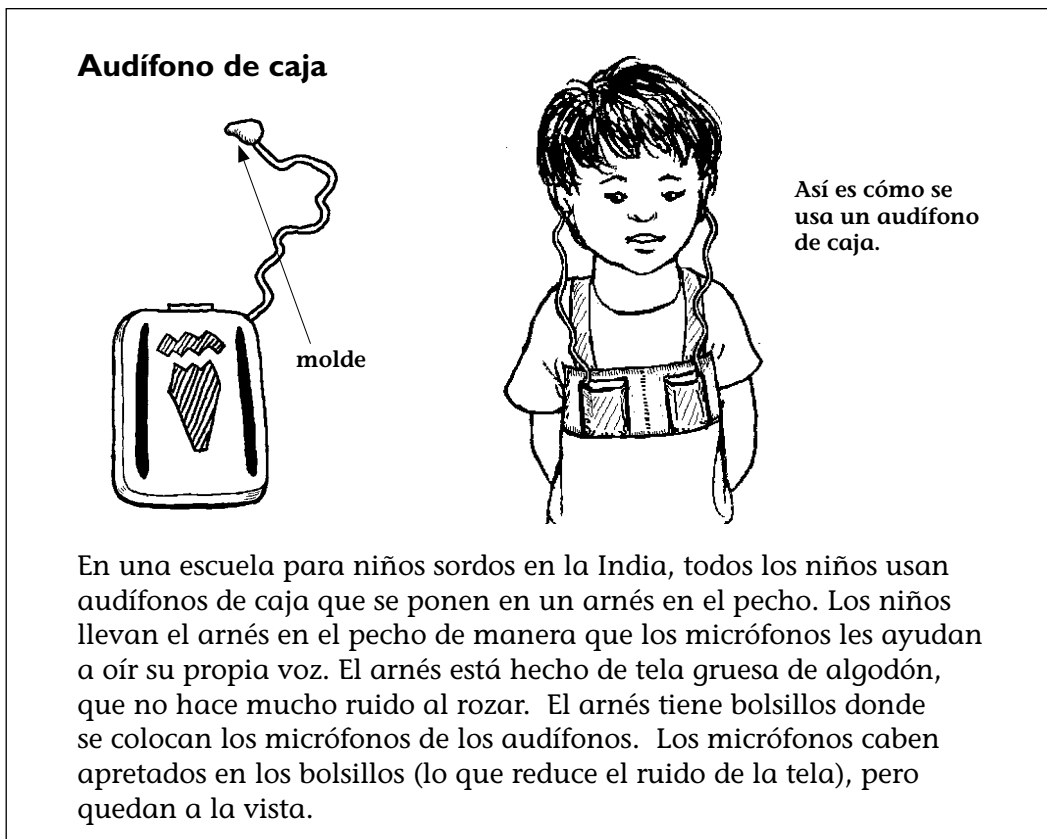 Audífono de caja
Así es cómo se
usa un audífono
de caja.
molde
En una escuela para niños sordos en la India, todos los niños usan
audífonos de caja que se ponen en un arnés en el pecho. Los niños
llevan el arnés en el pecho de manera que los micrófonos les ayudan
a oír su propia voz. El arnés está hecho de tela gruesa de algodón,
que no hace mucho ruido al rozar.  El arnés tiene bolsillos donde
se colocan los micrófonos de los audífonos.  Los micrófonos caben
apretados en los bolsillos (lo que reduce el ruido de la tela), pero
quedan a la vista.